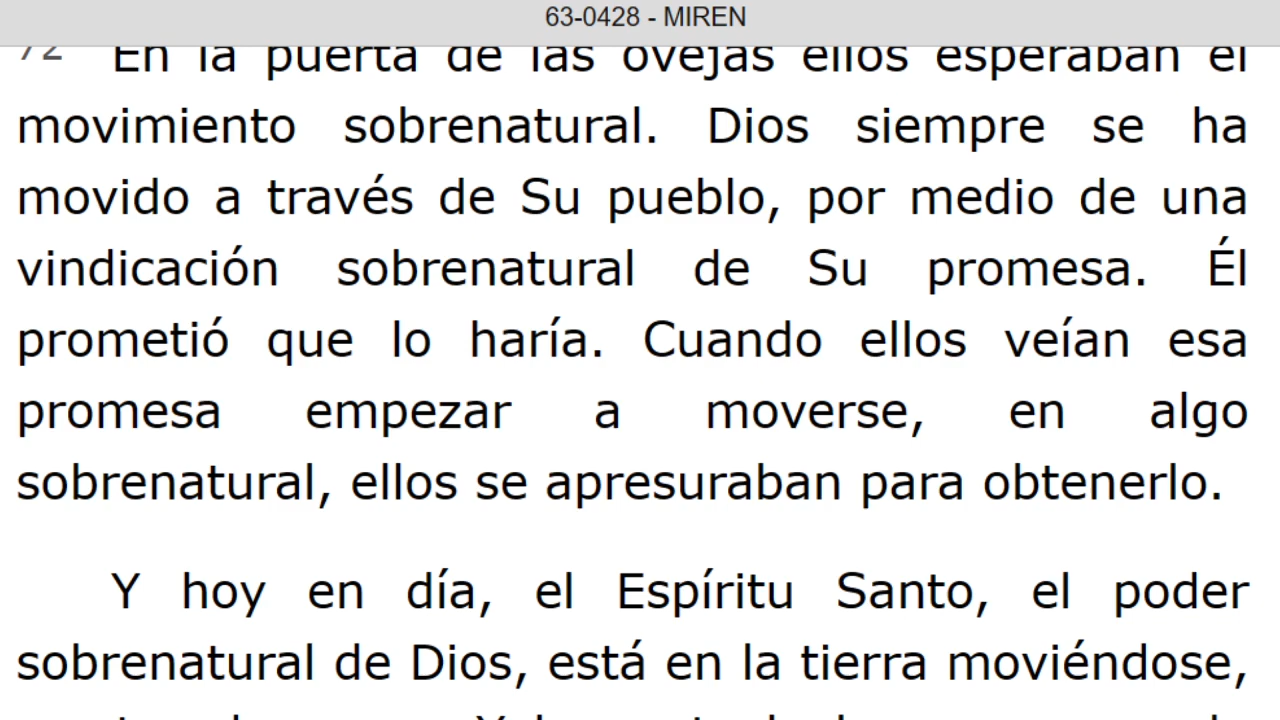 63-0428 - MIREN
72 En la puerta de las ovejas ellos esperaban el
movimiento sobrenatural. Dios siempre se ha
movido a través de Su pueblo, por medio de una
vindicación sobrenatural de Su promesa. Él
prometió que lo haría. Cuando ellos veían esa
promesa empezar a moverse, en algo
sobrenatural, ellos se apresuraban para obtenerlo.
Y hoy en día, el Espíritu Santo, el poder
sobrenatural de Dios, está en la tierra moviéndose,